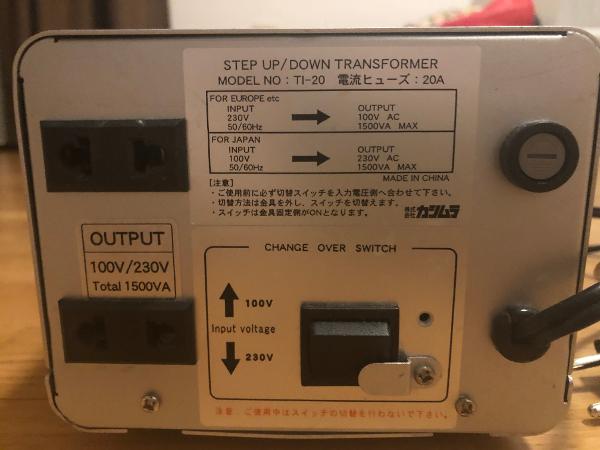 STEP UP/DOWN TRANSFORMER
MODEL NO : TI-20 電流ヒューズ : 20A
FOR EUROPE etc
INPUT OUTPUT
230V 100V AC
50/60Hz 1500VA MAX
FOR JAPAN
INPUT OUTPUT
100V 230V AC
50/60Hz 1500VA MAX
MADE IN CHINA
[注意]
・ご使用前に必ず切替スイッチを入力電圧側へ合わせて下さい。
・切替方法は金具を外し、スイッチを切替えます。
・スイッチは金具固定側がONとなります。
株式会社 カシムラ
OUTPUT
100V/230V
Total 1500VA
CHANGE OVER SWITCH
100V
Input voltage
230V
注意．ご使用中はスイッチの切替を行わないで下さい。